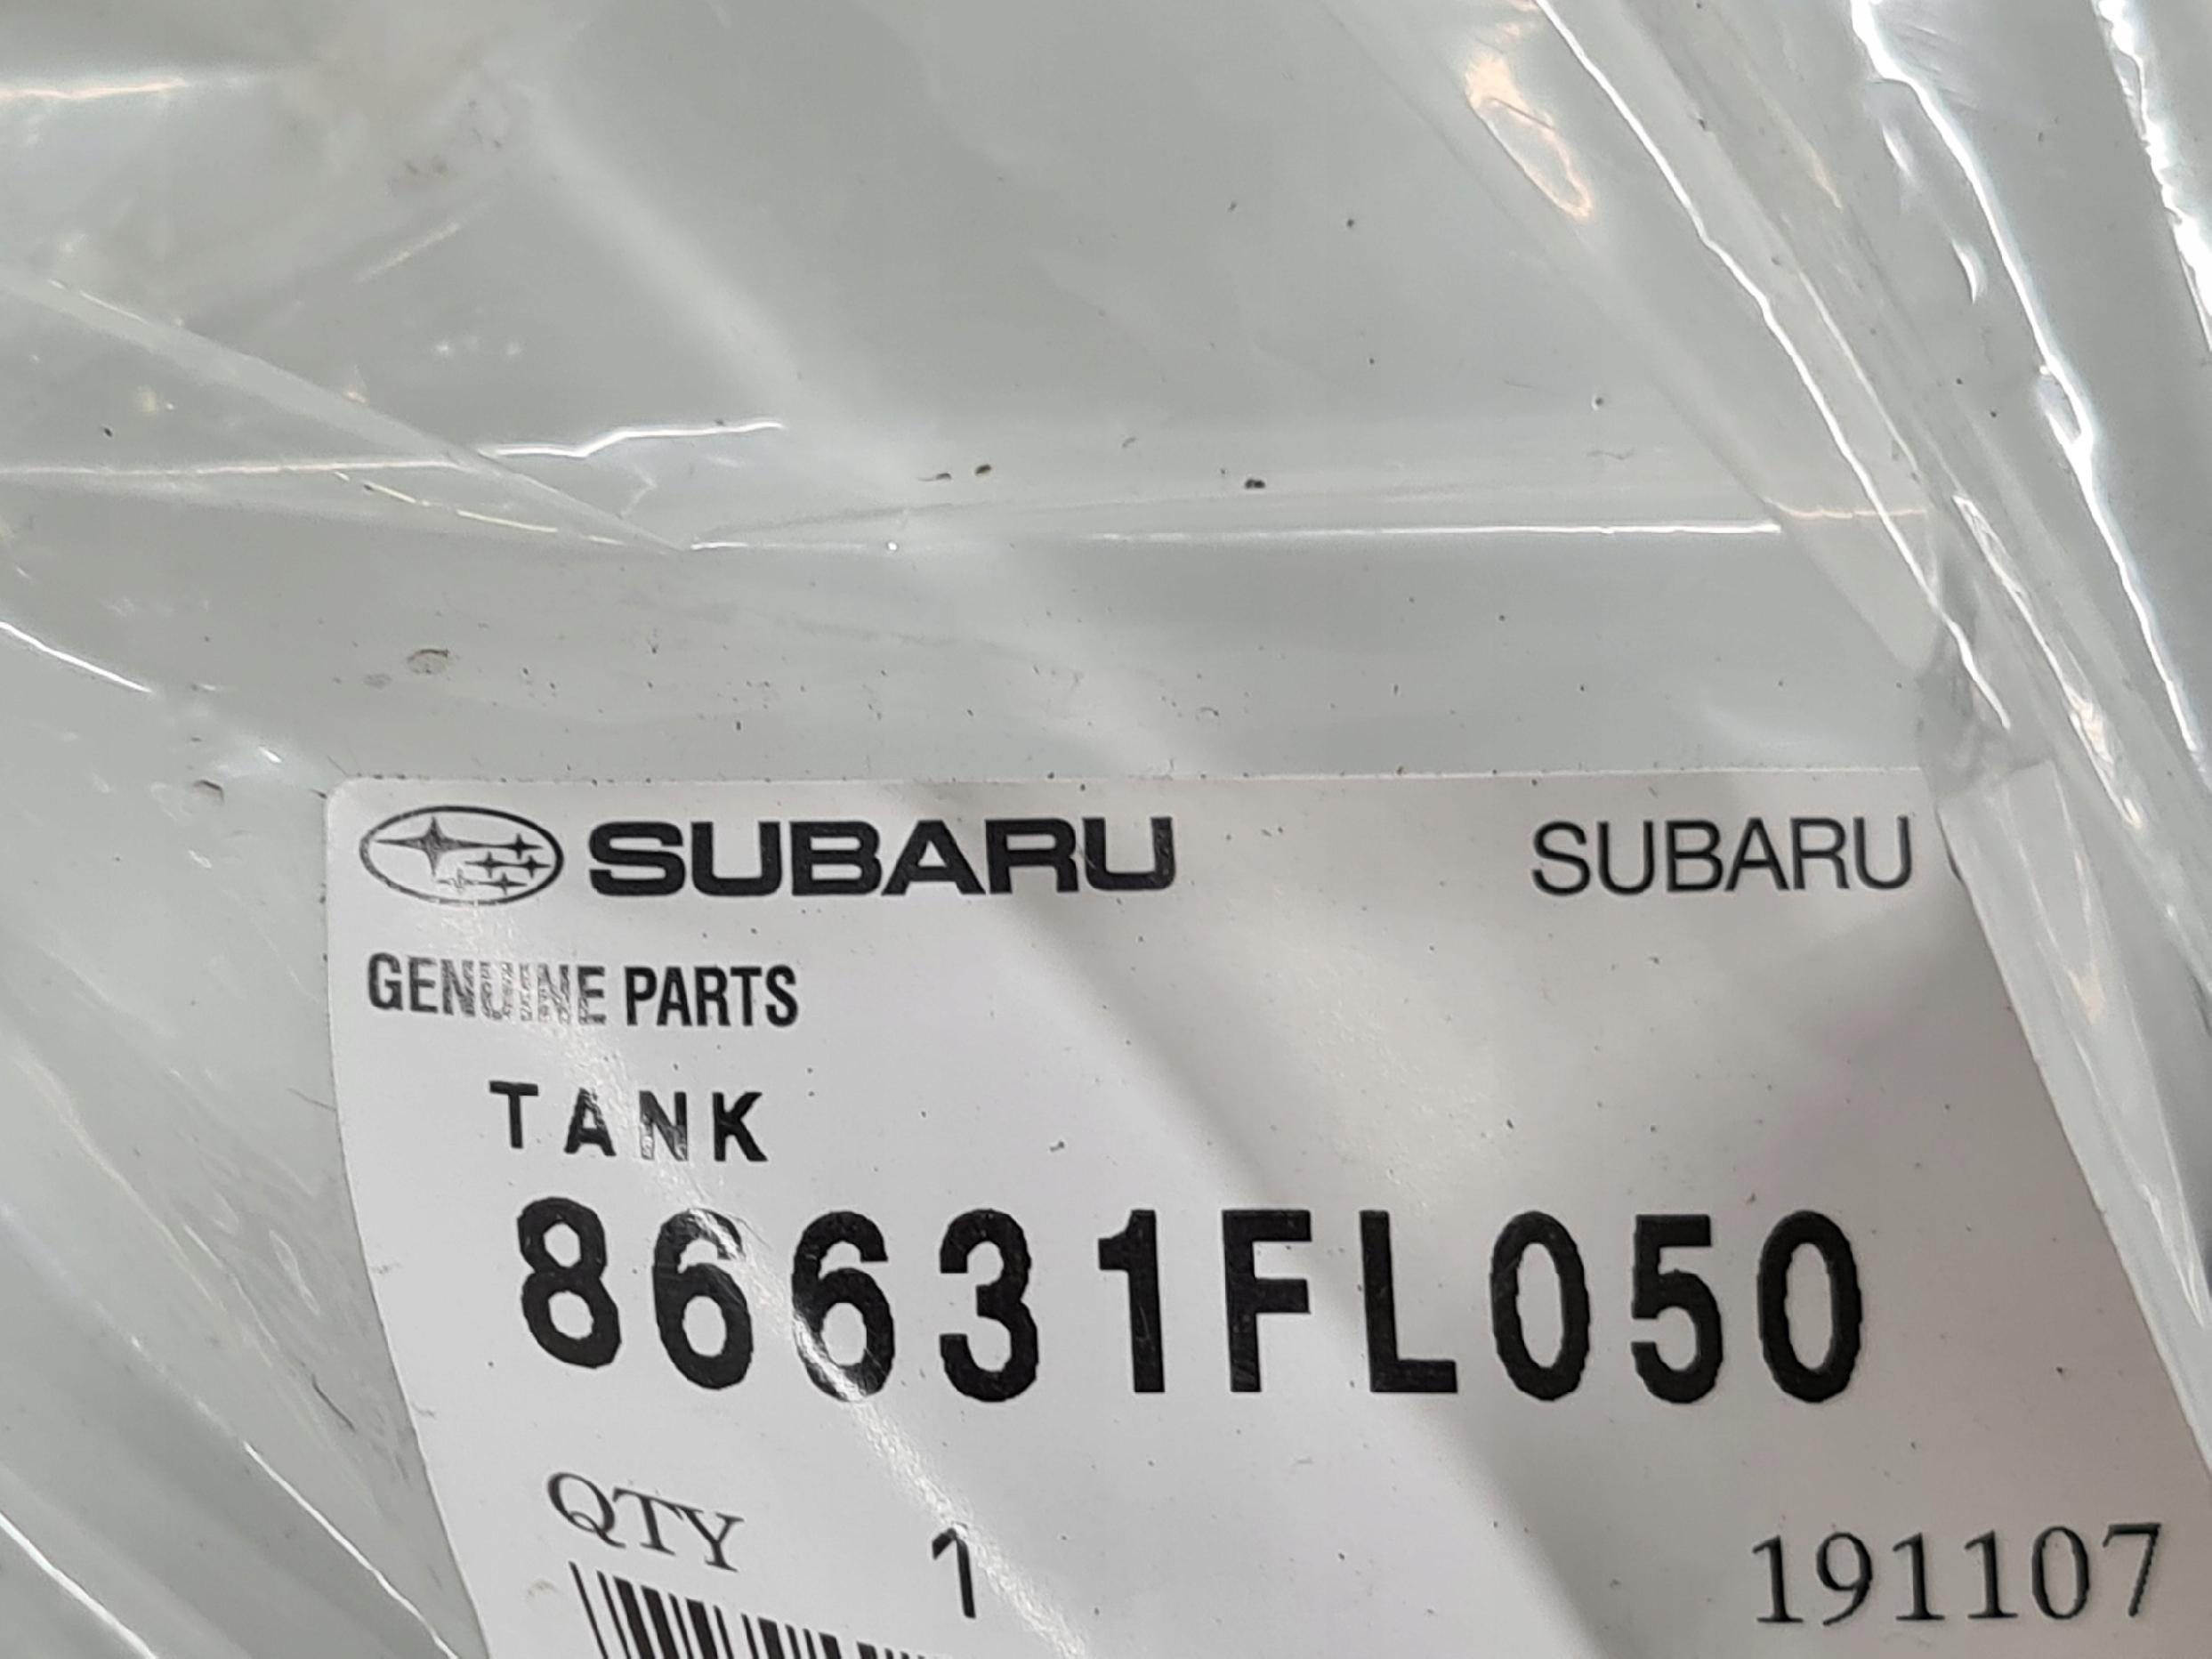 SUBARU SUBARU
GENUINE PARTS
TANK
86631FL050
QTY 1 191107